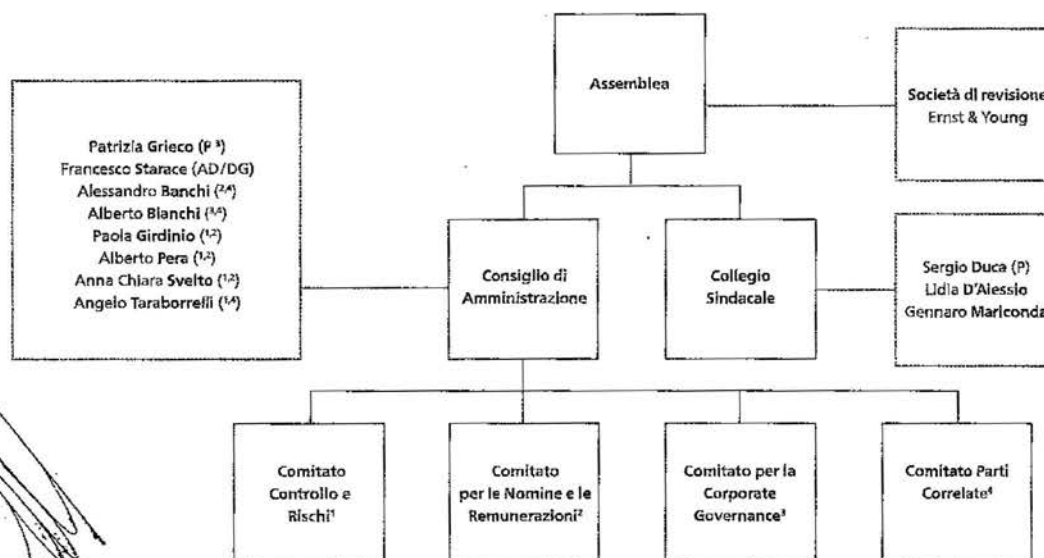 Assemblea
Società di revisione
Ernst & Young
Patrizia Grieco (P ³)
Francesco Starace (AD/DG)
Alessandro Banchi (²,⁴)
Alberto Bianchi (³,⁴)
Paola Girdinio (¹,²)
Alberto Pera (¹,²)
Anna Chiara Svelto (¹,²)
Angelo Taraborrelli (¹,⁴)
Consiglio di
Amministrazione
Collegio
Sindacale
Sergio Duca (P)
Lidia D'Alessio
Gennaro Mariconda
Comitato
Controllo e
Rischi¹
Comitato
per le Nomine e le
Remunerazioni²
Comitato per la
Corporate
Governance³
Comitato Parti
Correlate⁴